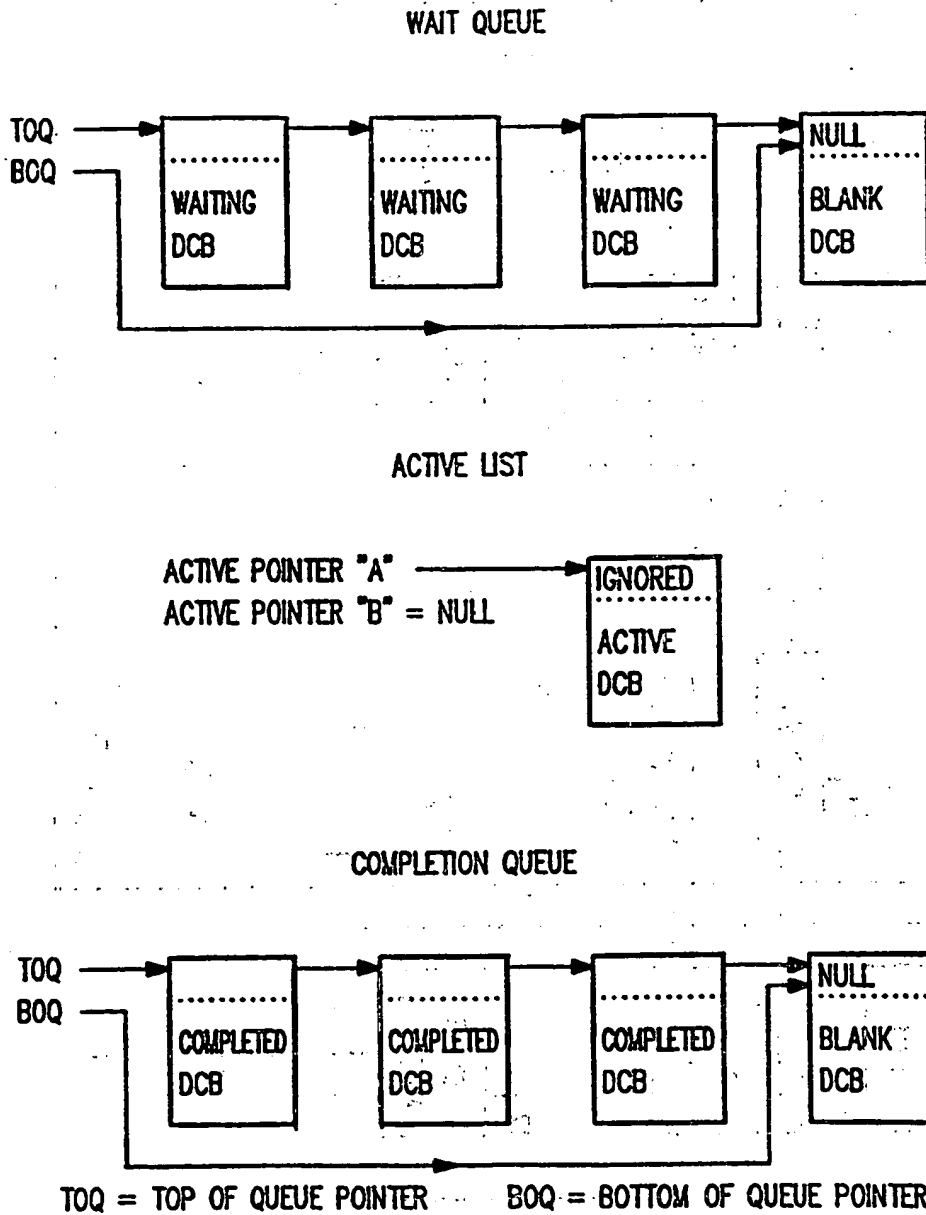 WAIT QUEUE
TOQ
BOQ
WAITING
DCB
WAITING
DCB
WAITING
DCB
NULL
BLANK
DCB
ACTIVE LIST
ACTIVE POINTER "A"
ACTIVE POINTER "B" = NULL
IGNORED
ACTIVE
DCB
COMPLETION QUEUE
TOQ
BOQ
COMPLETED
DCB
COMPLETED
DCB
COMPLETED
DCB
NULL
BLANK
DCB
TOQ = TOP OF QUEUE POINTER
BOQ = BOTTOM OF QUEUE POINTER